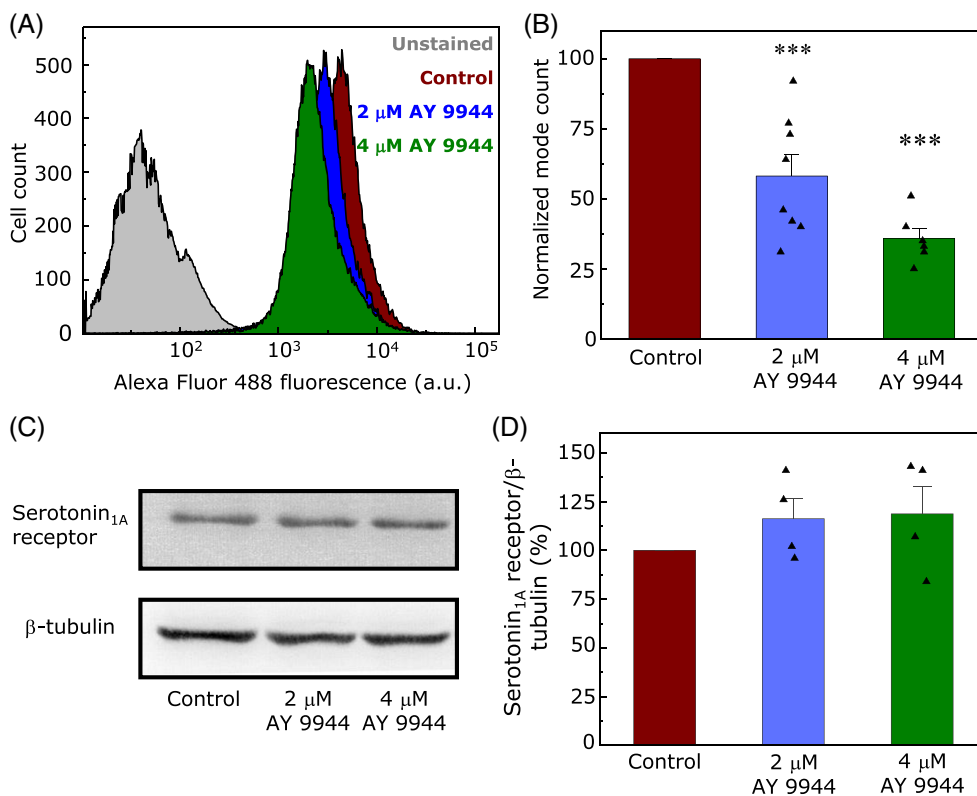 (A)
Unstained
Control
2 μM AY 9944
4 μM AY 9944
500
400
300
200
100
0
Cell count
10²
10³
10⁴
10⁵
Alexa Fluor 488 fluorescence (a.u.)
(B)
***
***
100
75
50
25
0
Normalized mode count
Control
2 μM
AY 9944
4 μM
AY 9944
(C)
Serotonin₁A
receptor
β-tubulin
Control
2 μM
AY 9944
4 μM
AY 9944
(D)
150
125
100
75
50
25
0
Serotonin₁A receptor/β-
tubulin (%)
Control
2 μM
AY 9944
4 μM
AY 9944